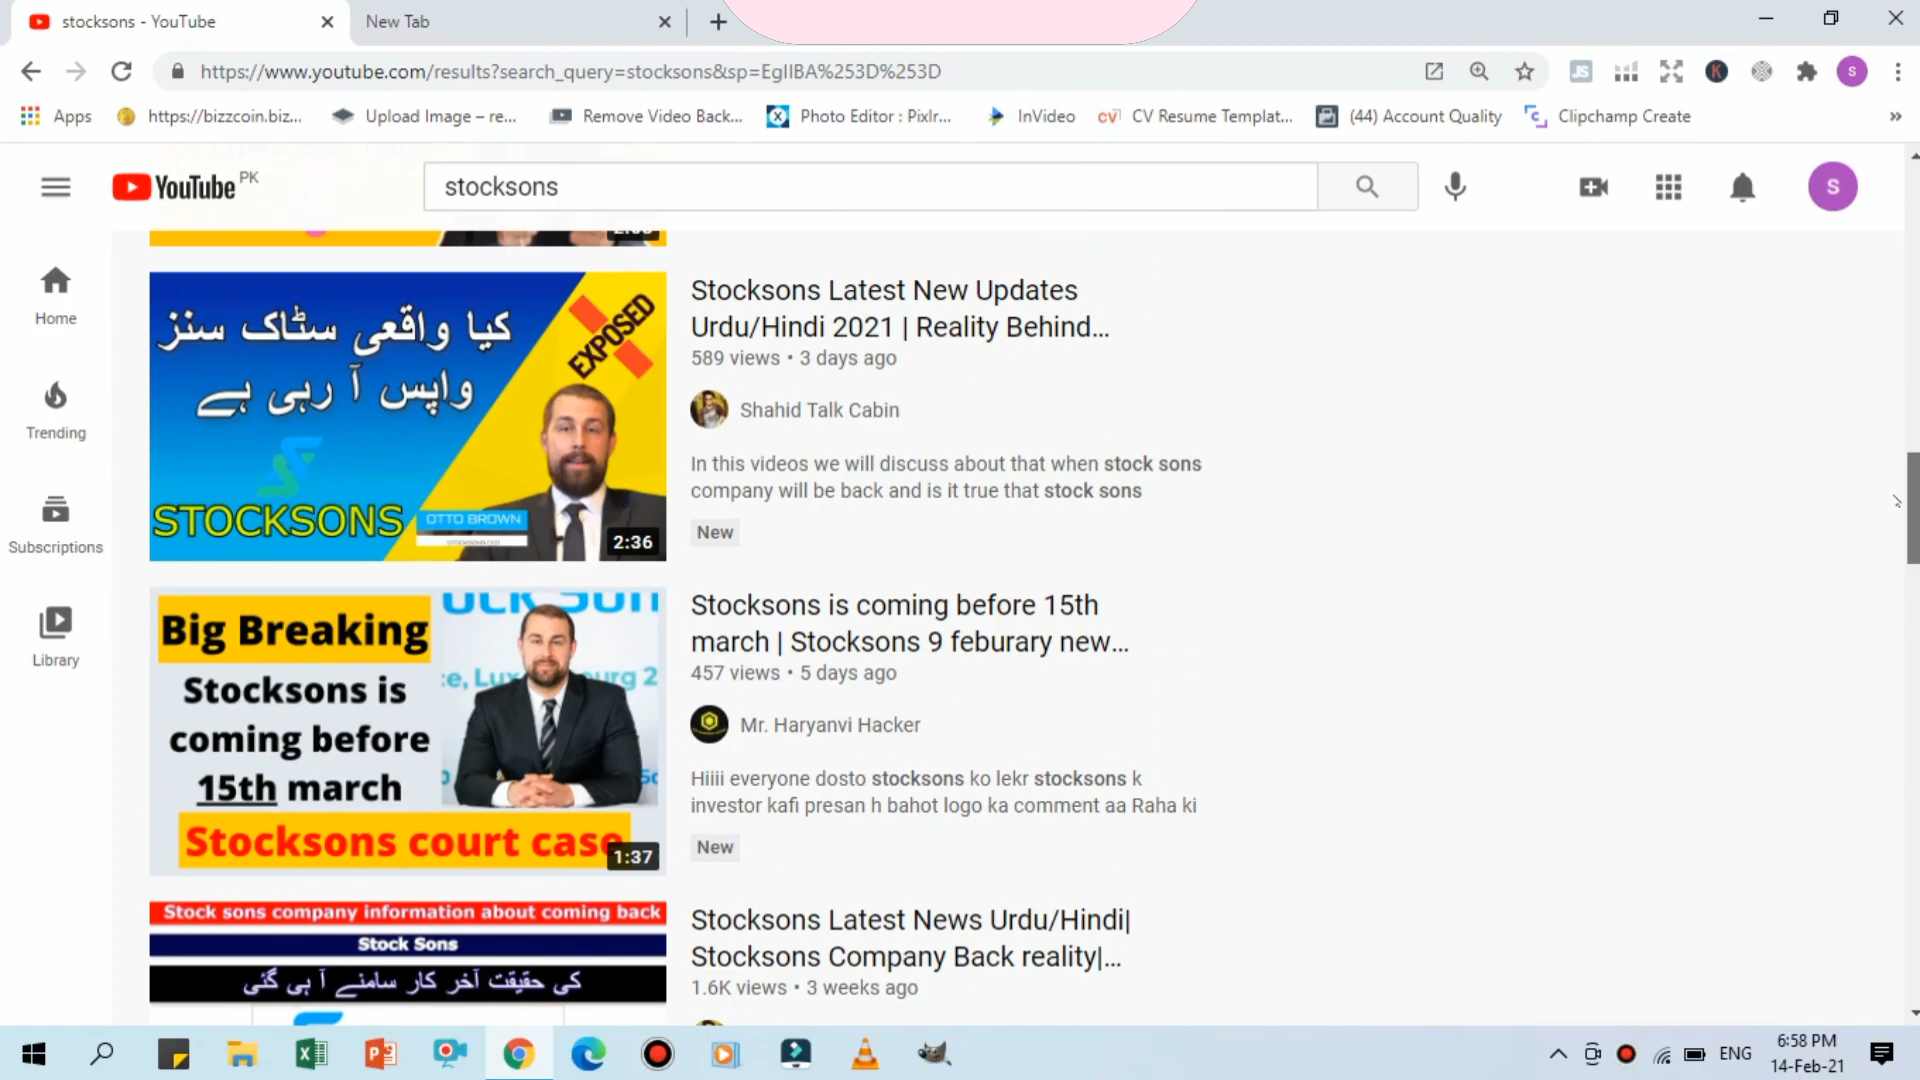 stocksons - YouTube
New Tab
https://www.youtube.com/results?search_query=stocksons&sp=EgIIBA%253D%253D
Apps
https://bizzcoin.biz...
Upload Image – re...
Remove Video Back...
Photo Editor : Pixlr...
InVideo
CV Resume Templat...
(44) Account Quality
Clipchamp Create
YouTube PK
stocksons
S
Home
Trending
Subscriptions
Library
کیا واقعی سٹاک سنز
واپس آ رہی ہے
EXPOSED
STOCKSONS
OTTO BROWN
2:36
Stocksons Latest New Updates
Urdu/Hindi 2021 | Reality Behind...
589 views • 3 days ago
Shahid Talk Cabin
In this videos we will discuss about that when stock sons
company will be back and is it true that stock sons
New
Big Breaking
Stocksons is
coming before
15th march
Stocksons court case
1:37
Stocksons is coming before 15th
march | Stocksons 9 feburary new...
457 views • 5 days ago
Mr. Haryanvi Hacker
Hiiii everyone dosto stocksons ko lekr stocksons k
investor kafi presan h bahot logo ka comment aa Raha ki
New
Stock sons company information about coming back
Stock Sons
کی حقیقت آخر کار سامنے آ ہی گئی
Stocksons Latest News Urdu/Hindi|
Stocksons Company Back reality|...
1.6K views • 3 weeks ago
ENG
6:58 PM
14-Feb-21